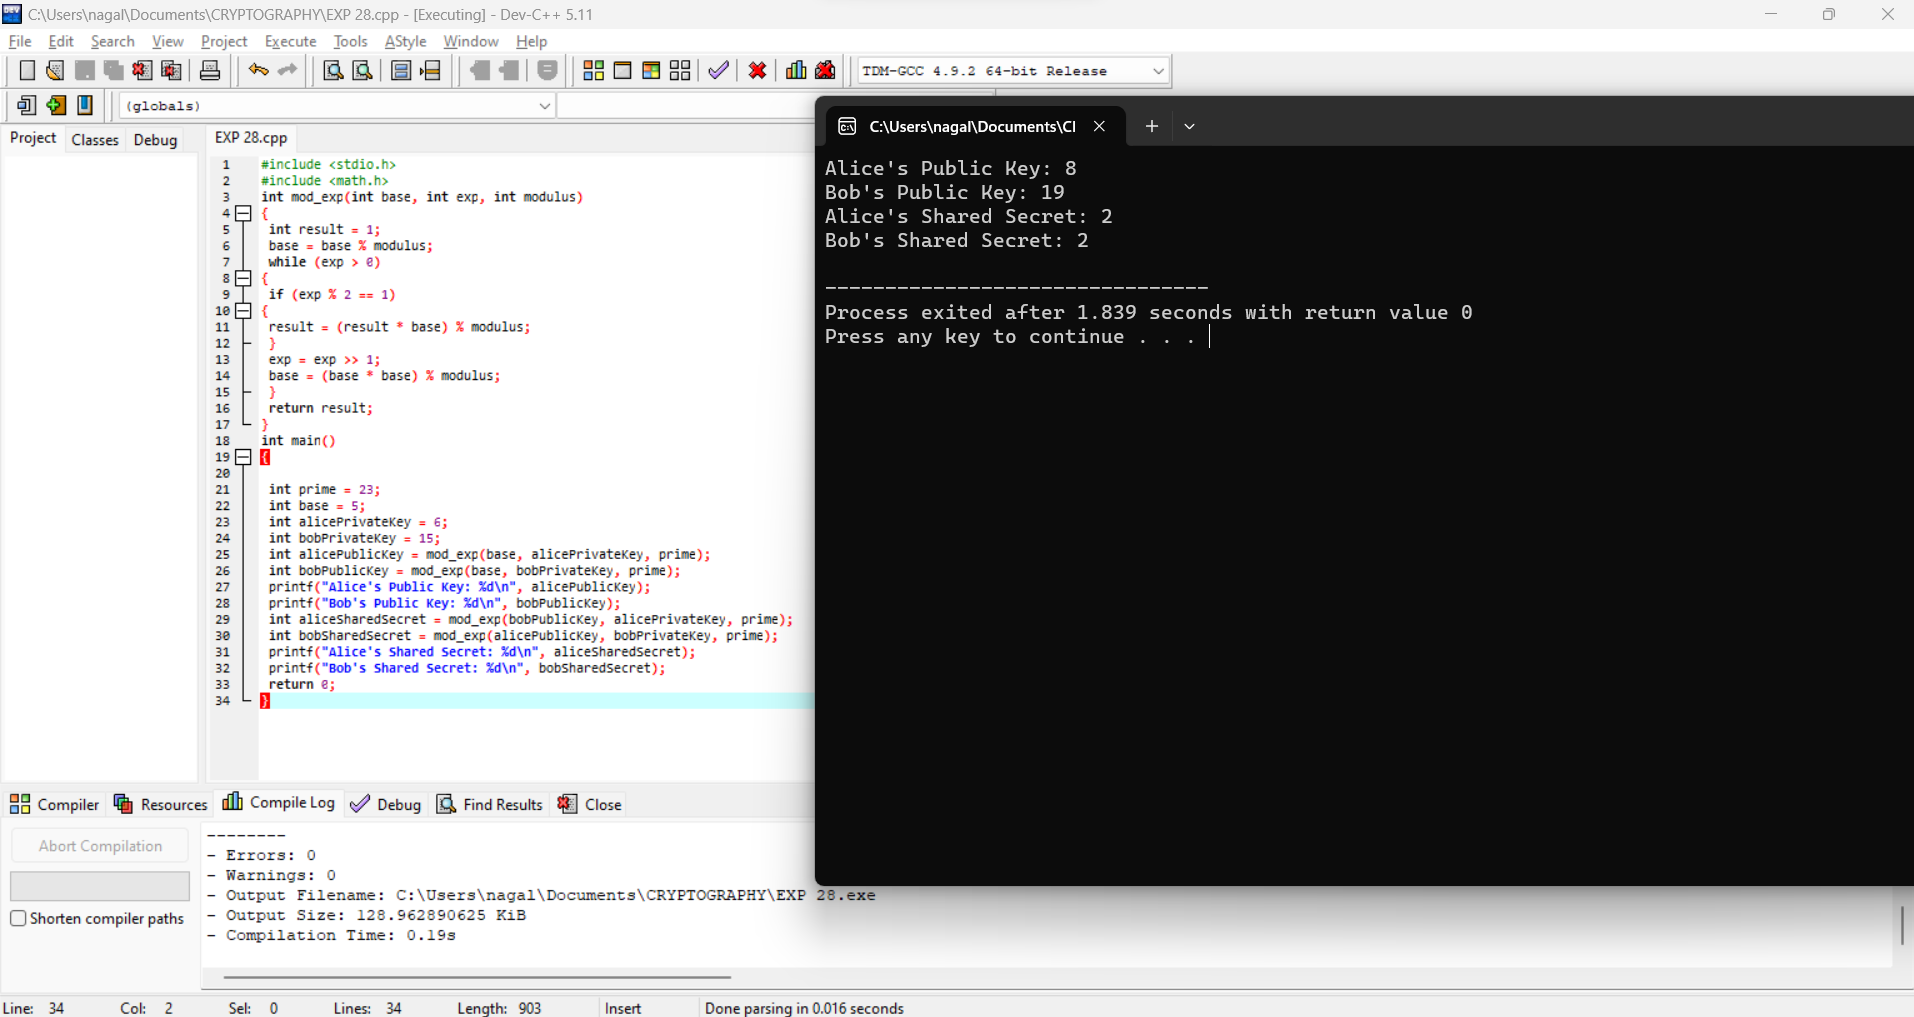 C:\Users\nagal\Documents\CRYPTOGRAPHY\EXP 28.cpp - [Executing] - Dev-C++ 5.11
File Edit Search View Project Execute Tools AStyle Window Help
TDM-GCC 4.9.2 64-bit Release
(globals)
Project Classes Debug
EXP 28.cpp
1 #include <stdio.h>
2 #include <math.h>
3 int mod_exp(int base, int exp, int modulus)
4 {
5 int result = 1;
6 base = base % modulus;
7 while (exp > 0)
8 {
9 if (exp % 2 == 1)
10 {
11 result = (result * base) % modulus;
12 }
13 exp = exp >> 1;
14 base = (base * base) % modulus;
15 }
16 return result;
17 }
18 int main()
19 {
20
21 int prime = 23;
22 int base = 5;
23 int alicePrivateKey = 6;
24 int bobPrivateKey = 15;
25 int alicePublicKey = mod_exp(base, alicePrivateKey, prime);
26 int bobPublicKey = mod_exp(base, bobPrivateKey, prime);
27 printf("Alice's Public Key: %d\n", alicePublicKey);
28 printf("Bob's Public Key: %d\n", bobPublicKey);
29 int aliceSharedSecret = mod_exp(bobPublicKey, alicePrivateKey, prime);
30 int bobSharedSecret = mod_exp(alicePublicKey, bobPrivateKey, prime);
31 printf("Alice's Shared Secret: %d\n", aliceSharedSecret);
32 printf("Bob's Shared Secret: %d\n", bobSharedSecret);
33 return 0;
34 }
C:\Users\nagal\Documents\C
Alice's Public Key: 8
Bob's Public Key: 19
Alice's Shared Secret: 2
Bob's Shared Secret: 2
--------------------------------
Process exited after 1.839 seconds with return value 0
Press any key to continue . . .
Compiler Resources Compile Log Debug Find Results Close
Abort Compilation
Shorten compiler paths
--------
- Errors: 0
- Warnings: 0
- Output Filename: C:\Users\nagal\Documents\CRYPTOGRAPHY\EXP 28.exe
- Output Size: 128.962890625 KiB
- Compilation Time: 0.19s
Line: 34 Col: 2 Sel: 0 Lines: 34 Length: 903 Insert Done parsing in 0.016 seconds